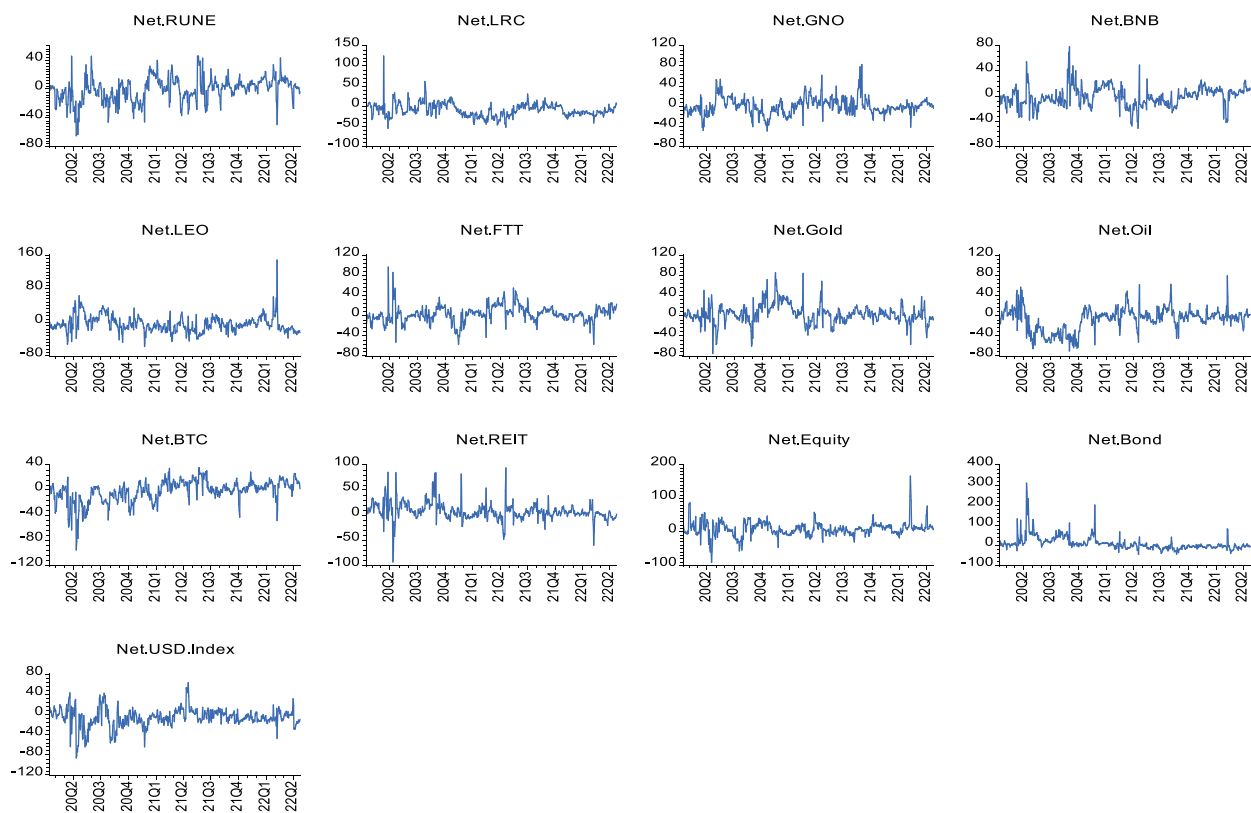 Net.RUNE Net.LRC Net.GNO Net.BNB
40 0 -40 -80
150 100 50 0 -50 -100
120 80 40 0 -40 -80
80 40 0 -40 -80
20Q2 20Q3 20Q4 21Q1 21Q2 21Q3 21Q4 22Q1 22Q2
20Q2 20Q3 20Q4 21Q1 21Q2 21Q3 21Q4 22Q1 22Q2
20Q2 20Q3 20Q4 21Q1 21Q2 21Q3 21Q4 22Q1 22Q2
20Q2 20Q3 20Q4 21Q1 21Q2 21Q3 21Q4 22Q1 22Q2
Net.LEO Net.FTT Net.Gold Net.Oil
160 80 0 -80
120 80 40 0 -40 -80
120 80 40 0 -40 -80
120 80 40 0 -40 -80
20Q2 20Q3 20Q4 21Q1 21Q2 21Q3 21Q4 22Q1 22Q2
20Q2 20Q3 20Q4 21Q1 21Q2 21Q3 21Q4 22Q1 22Q2
20Q2 20Q3 20Q4 21Q1 21Q2 21Q3 21Q4 22Q1 22Q2
20Q2 20Q3 20Q4 21Q1 21Q2 21Q3 21Q4 22Q1 22Q2
Net.BTC Net.REIT Net.Equity Net.Bond
40 0 -40 -80 -120
100 50 0 -50 -100
200 100 0 -100
400 300 200 100 0 -100
20Q2 20Q3 20Q4 21Q1 21Q2 21Q3 21Q4 22Q1 22Q2
20Q2 20Q3 20Q4 21Q1 21Q2 21Q3 21Q4 22Q1 22Q2
20Q2 20Q3 20Q4 21Q1 21Q2 21Q3 21Q4 22Q1 22Q2
20Q2 20Q3 20Q4 21Q1 21Q2 21Q3 21Q4 22Q1 22Q2
Net.USD.Index
80 40 0 -40 -80 -120
20Q2 20Q3 20Q4 21Q1 21Q2 21Q3 21Q4 22Q1 22Q2